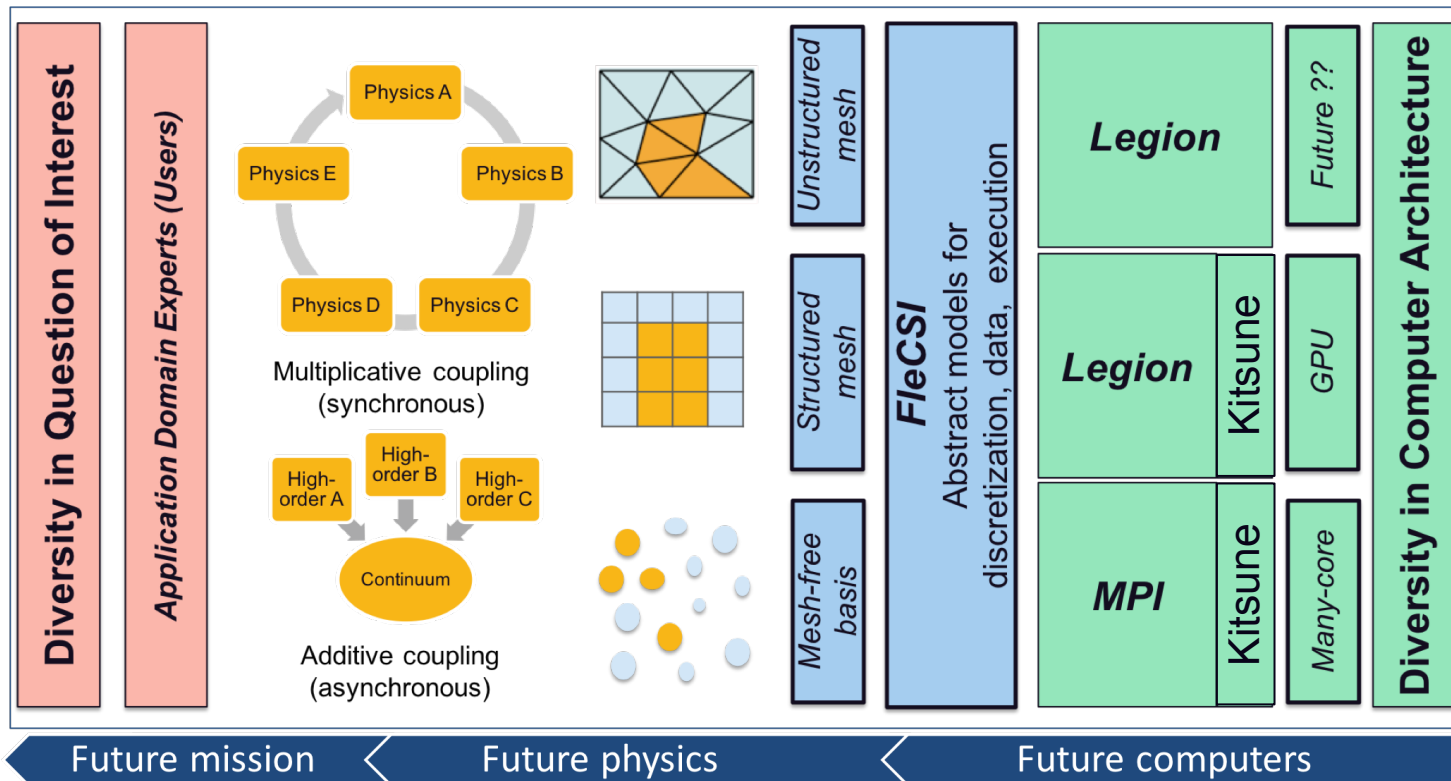 Diversity in Question of Interest
Application Domain Experts (Users)
Physics A
Physics B
Physics C
Physics D
Physics E
Multiplicative coupling
(synchronous)
High-
order A
High-
order B
High-
order C
Continuum
Additive coupling
(asynchronous)
Unstructured
mesh
Structured
mesh
Mesh-free
basis
FleCSI
Abstract models for
discretization, data, execution
Legion
Legion
Kitsune
MPI
Kitsune
Future ??
GPU
Many-core
Diversity in Computer Architecture
Future mission
Future physics
Future computers